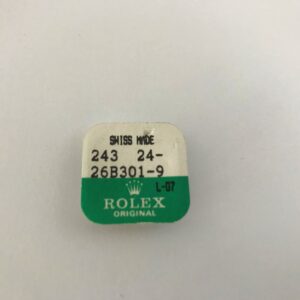 SWISS MADE
243 24-
26B301-9
L-07
ROLEX
ORIGINAL